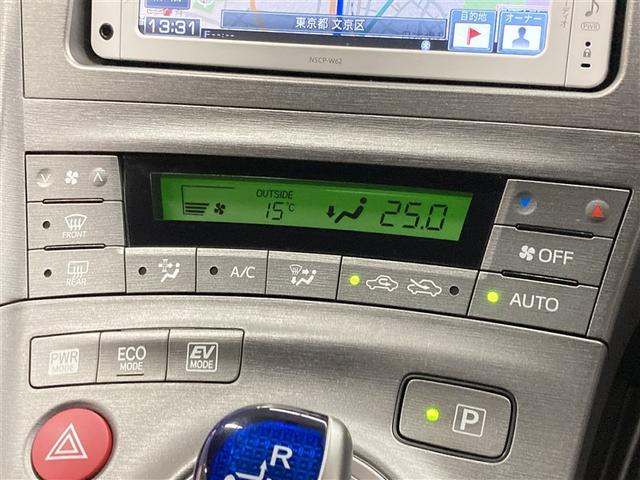 13:31
東京都 文京区
目的地
オーナー
PWR
NSCP-W62
OUTSIDE
15℃
25.0
FRONT
OFF
REAR
A/C
AUTO
PWR
MODE
ECO
MODE
EV
MODE
P
R